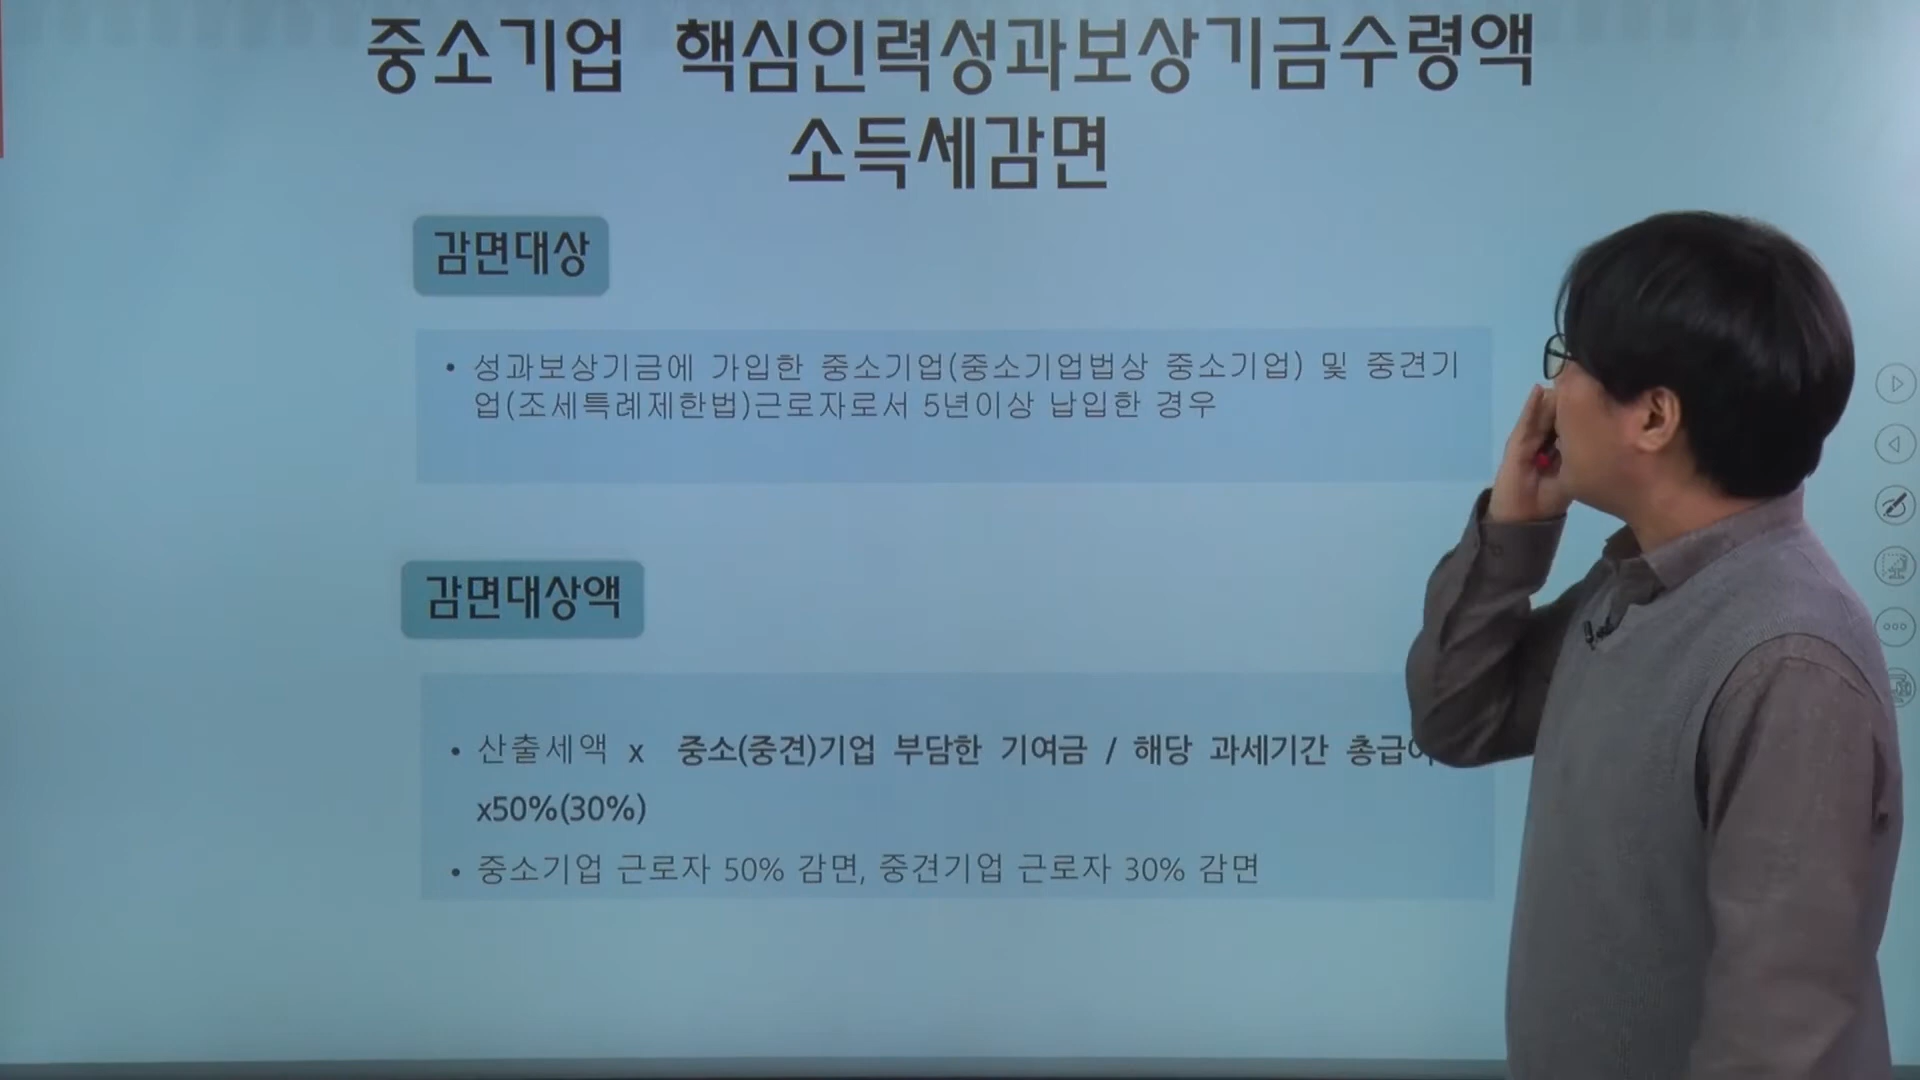 중소기업 핵심인력성과보상기금수령액
소득세감면
감면대상
• 성과보상기금에 가입한 중소기업(중소기업법상 중소기업) 및 중견기
업(조세특례제한법)근로자로서 5년이상 납입한 경우
감면대상액
• 산출세액 x 중소(중견)기업 부담한 기여금 / 해당 과세기간
x50%(30%)
• 중소기업 근로자 50% 감면, 중견기업 근로자 30% 감면